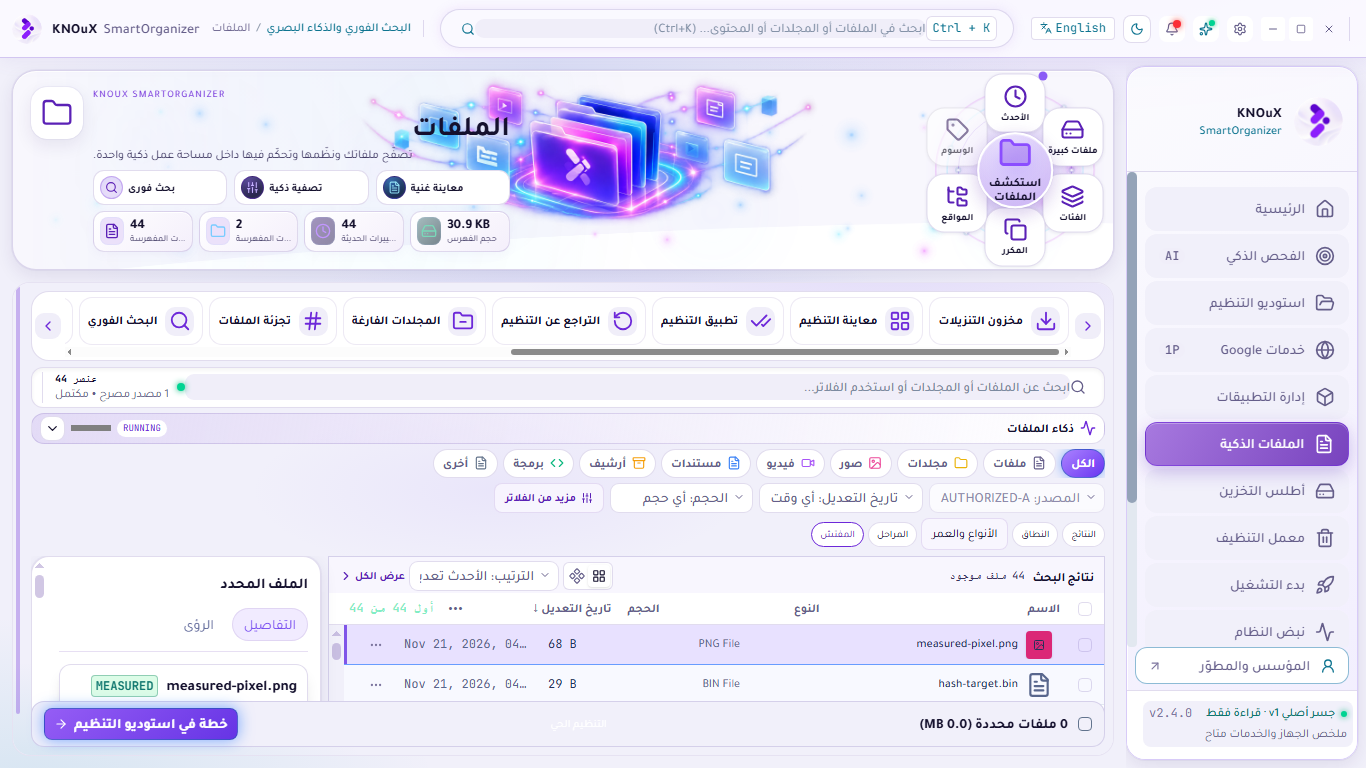 KNOUX SmartOrganizer
الملفات / البحث الفوري والذكاء البصري
ابحث في الملفات أو المجلدات أو المحتوى... (Ctrl+K)
Ctrl + K
English
KNOUX
SmartOrganizer
الرئيسية
الفحص الذكي AI
استوديو التنظيم
خدمات Google 1P
إدارة التطبيقات
الملفات الذكية
أطلس التخزين
معمل التنظيف
بدء التشغيل
نبض النظام
المؤسس والمطوّر
جسر أصلي v1 · قراءة فقط v2.4.0
ملخص الجهاز والخدمات متاح
KNOUX SMARTORGANIZER
الملفات
تصفّح ملفاتك ونظّمها وتحكّم فيها داخل مساحة عمل ذكية واحدة.
معاينة غنية
تصفية ذكية
بحث فوري
30.9 KB
حجم الفهرس
44
...ييرات الحديثة
2
...ت المفهرسة
44
...ت المفهرسة
الأحدث
ملفات كبيرة
الوسوم
استكشف الملفات
الفئات
المواقع
المكرر
مخزون التنزيلات
معاينة التنظيم
تطبيق التنظيم
التراجع عن التنظيم
المجلدات الفارغة
تجزئة الملفات
البحث الفوري
ابحث عن الملفات أو المجلدات أو استخدم الفلاتر...
44 عنصر
1 مصدر مصرح • مكتمل
ذكاء الملفات
RUNNING
الكل
ملفات
مجلدات
صور
فيديو
مستندات
أرشيف
برمجة
أخرى
المصدر: AUTHORIZED-A
تاريخ التعديل: أي وقت
الحجم: أي حجم
مزيد من الفلاتر
النتائج
النطاق
الأنواع والعمر
المراحل
المفتش
نتائج البحث
44 ملف موجود
الترتيب: الأحدث تعدي
عرض الكل
الاسم النوع الحجم تاريخ التعديل ↓ ••• أول 44 من 44
measured-pixel.png PNG File 68 B Nov 21, 2026, 04...
hash-target.bin BIN File 29 B Nov 21, 2026, 04...
الملف المحدد
التفاصيل
الرؤى
measured-pixel.png MEASURED
0 ملفات محددة (0.0 MB)
التنظيم الحي
خطة في استوديو التنظيم